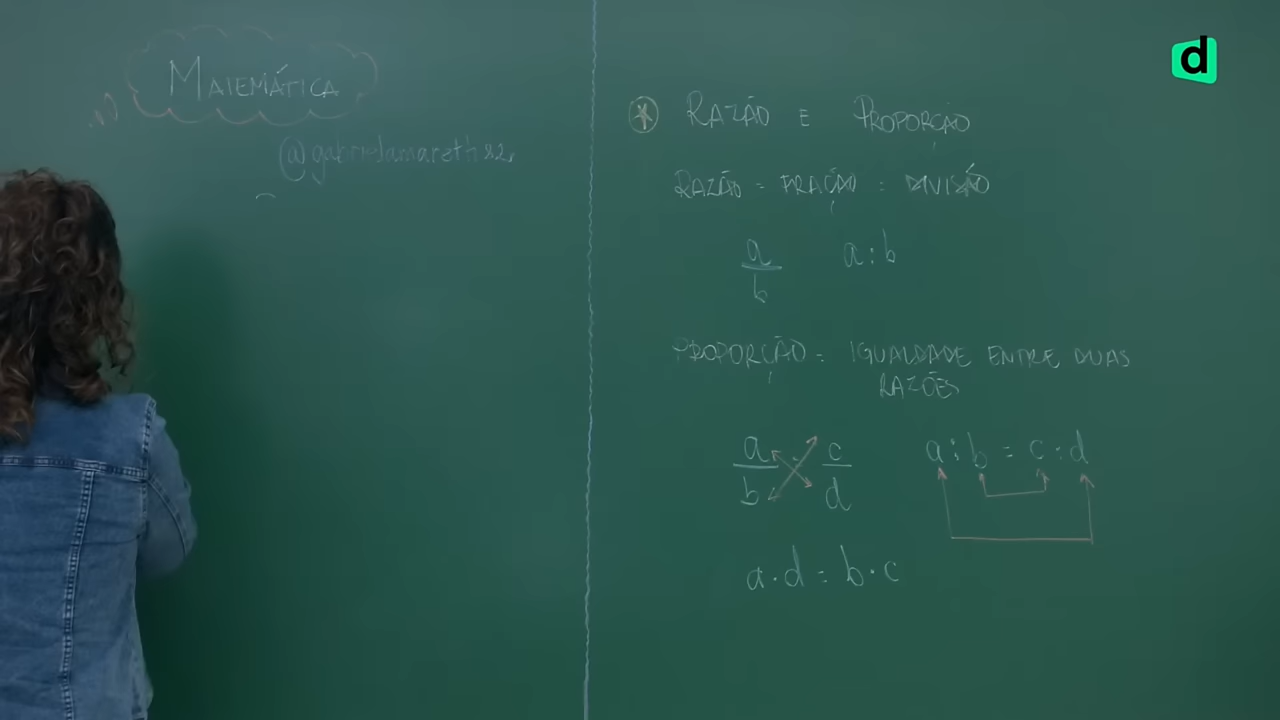 MATEMÁTICA
* RAZÃO E PROPORÇÃO
RAZÃO = FRAÇÃO = DIVISÃO
a/b a:b
PROPORÇÃO = IGUALDADE ENTRE DUAS
RAZÕES
a/b = c/d a:b = c:d
a·d = b·c
d